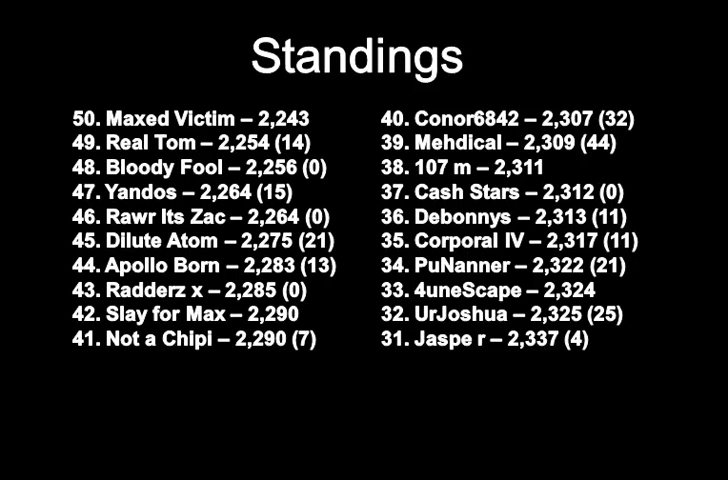 Standings
50. Maxed Victim – 2,243
49. Real Tom – 2,254 (14)
48. Bloody Fool – 2,256 (0)
47. Yandos – 2,264 (15)
46. Rawr Its Zac – 2,264 (0)
45. Dilute Atom – 2,275 (21)
44. Apollo Born – 2,283 (13)
43. Radderz x – 2,285 (0)
42. Slay for Max – 2,290
41. Not a Chipi – 2,290 (7)
40. Conor6842 – 2,307 (32)
39. Mehdical – 2,309 (44)
38. 107 m – 2,311
37. Cash Stars – 2,312 (0)
36. Debonnys – 2,313 (11)
35. Corporal IV – 2,317 (11)
34. PuNanner – 2,322 (21)
33. 4uneScape – 2,324
32. UrJoshua – 2,325 (25)
31. Jaspe r – 2,337 (4)